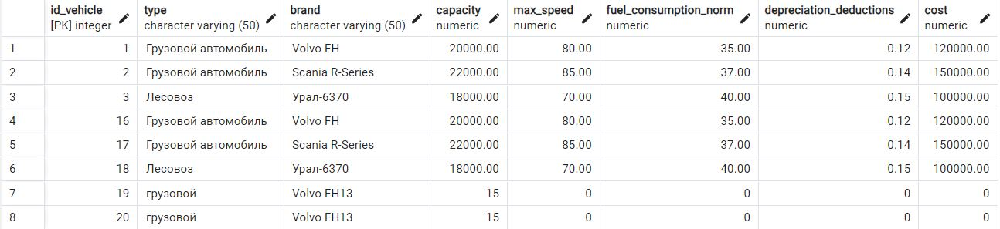 id_vehicle type brand capacity max_speed fuel_consumption_norm depreciation_deductions cost
[PK] integer character varying (50) character varying (50) numeric numeric numeric numeric numeric
1 1 Грузовой автомобиль Volvo FH 20000.00 80.00 35.00 0.12 120000.00
2 2 Грузовой автомобиль Scania R-Series 22000.00 85.00 37.00 0.14 150000.00
3 3 Лесовоз Урал-6370 18000.00 70.00 40.00 0.15 100000.00
4 16 Грузовой автомобиль Volvo FH 20000.00 80.00 35.00 0.12 120000.00
5 17 Грузовой автомобиль Scania R-Series 22000.00 85.00 37.00 0.14 150000.00
6 18 Лесовоз Урал-6370 18000.00 70.00 40.00 0.15 100000.00
7 19 грузовой Volvo FH13 15 0 0 0 0
8 20 грузовой Volvo FH13 15 0 0 0 0